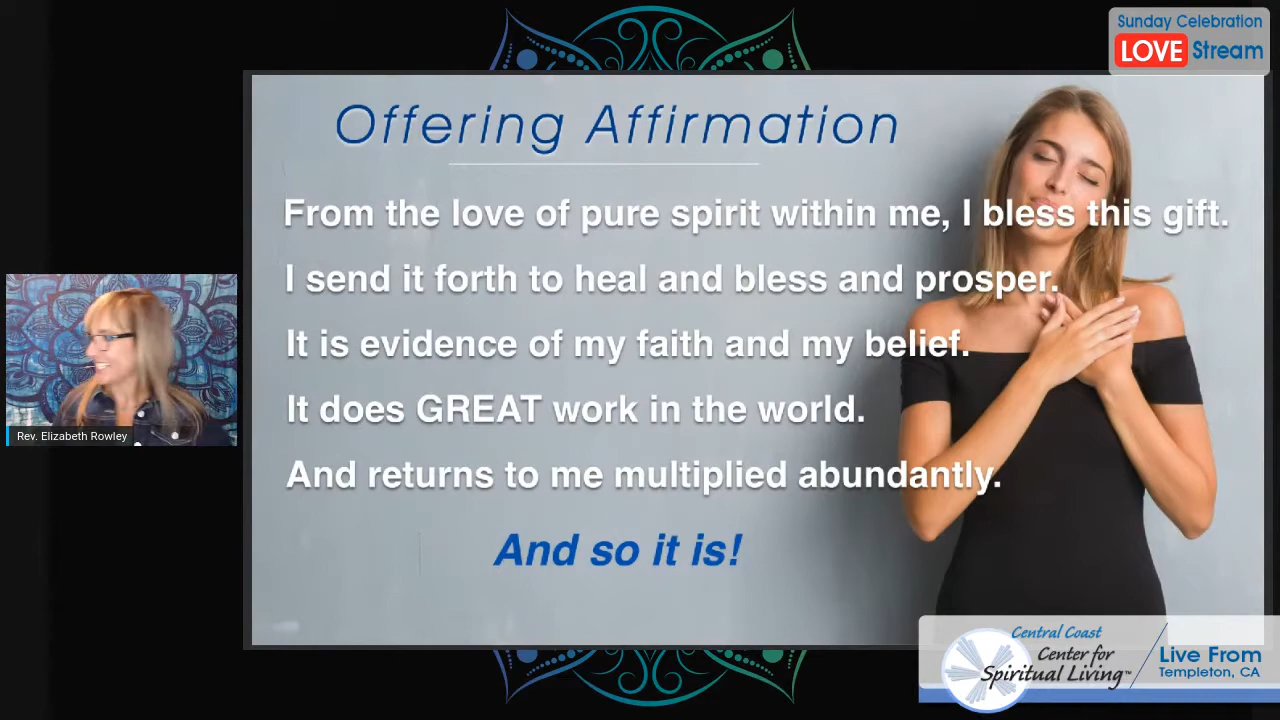 Sunday Celebration
LOVE Stream
Offering Affirmation
From the love of pure spirit within me, I bless this gift.
I send it forth to heal and bless and prosper.
It is evidence of my faith and my belief.
It does GREAT work in the world.
And returns to me multiplied abundantly.
And so it is!
Rev. Elizabeth Rowley
Central Coast
Center for
Spiritual Living™
Live From
Templeton, CA